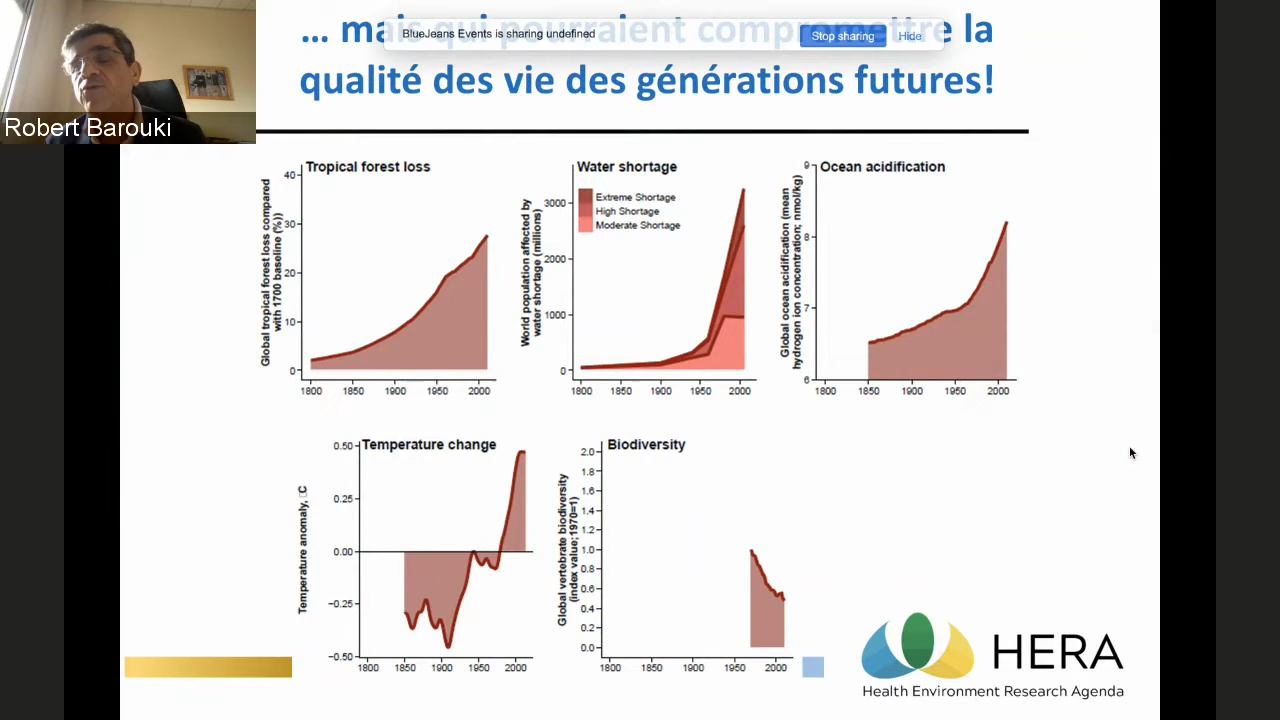 … mais qui pourraient compromettre la
qualité des vie des générations futures!
BlueJeans Events is sharing undefined
Stop sharing
Hide
Robert Barouki
Tropical forest loss
Global tropical forest loss compared
with 1700 baseline (%))
40
30
20
10
0
1800 1850 1900 1950 2000
Water shortage
Extreme Shortage
High Shortage
Moderate Shortage
World population affected by
water shortage (millions)
3000
2000
1000
0
1800 1850 1900 1950 2000
Ocean acidification
Global ocean acidification (mean
hydrogen ion concentration; nmol/kg)
9
8
7
6
1800 1850 1900 1950 2000
Temperature change
Temperature anomaly, □C
0.50
0.25
0.00
−0.25
−0.50
1800 1850 1900 1950 2000
Biodiversity
Global vertebrate biodiversity
(index value;1970=1)
2.0
1.8
1.6
1.4
1.2
1.0
0.8
0.6
0.4
0.2
0.0
1800 1850 1900 1950 2000
HERA
Health Environment Research Agenda